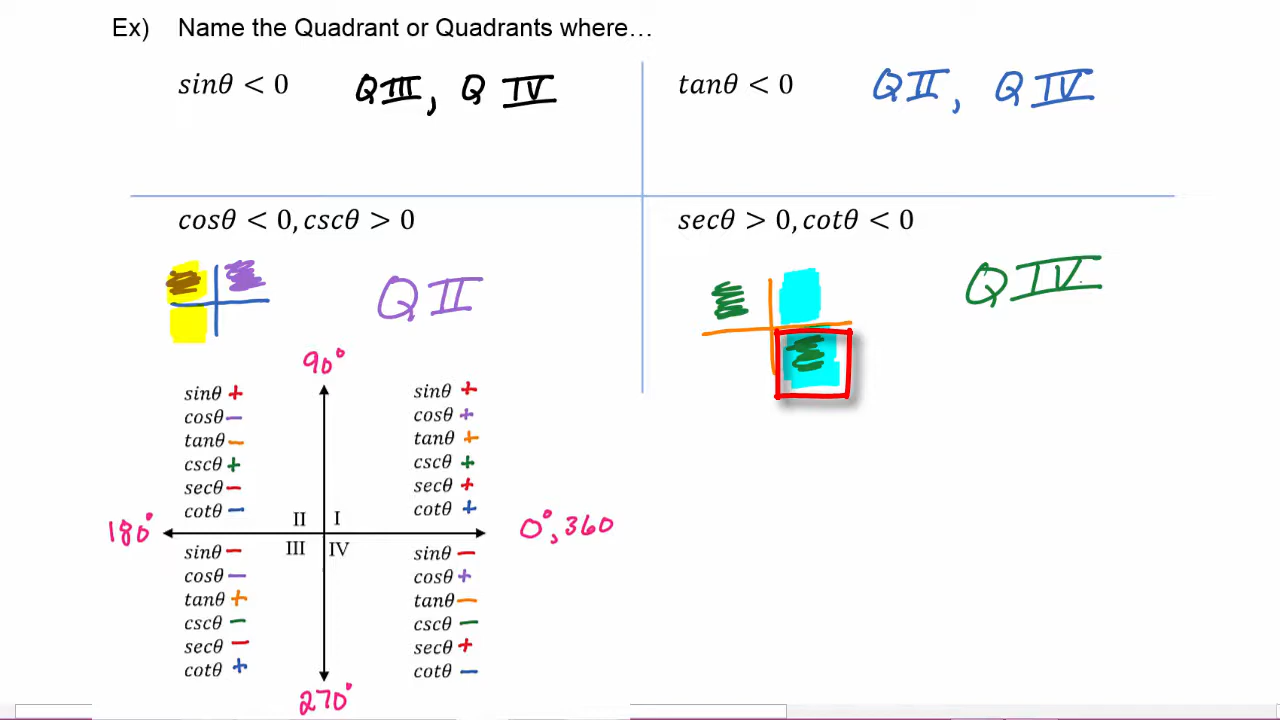 Ex) Name the Quadrant or Quadrants where…
sinθ < 0 QIII, Q IV
tanθ < 0 QII, Q IV
cosθ < 0, cscθ > 0
QII
secθ > 0, cotθ < 0
QIV
90°
sinθ +
cosθ −
tanθ −
cscθ +
secθ −
cotθ −
sinθ +
cosθ +
tanθ +
cscθ +
secθ +
cotθ +
II I
180°
0°, 360
III IV
sinθ −
cosθ −
tanθ +
cscθ −
secθ −
cotθ +
sinθ −
cosθ +
tanθ −
cscθ −
secθ +
cotθ −
270°